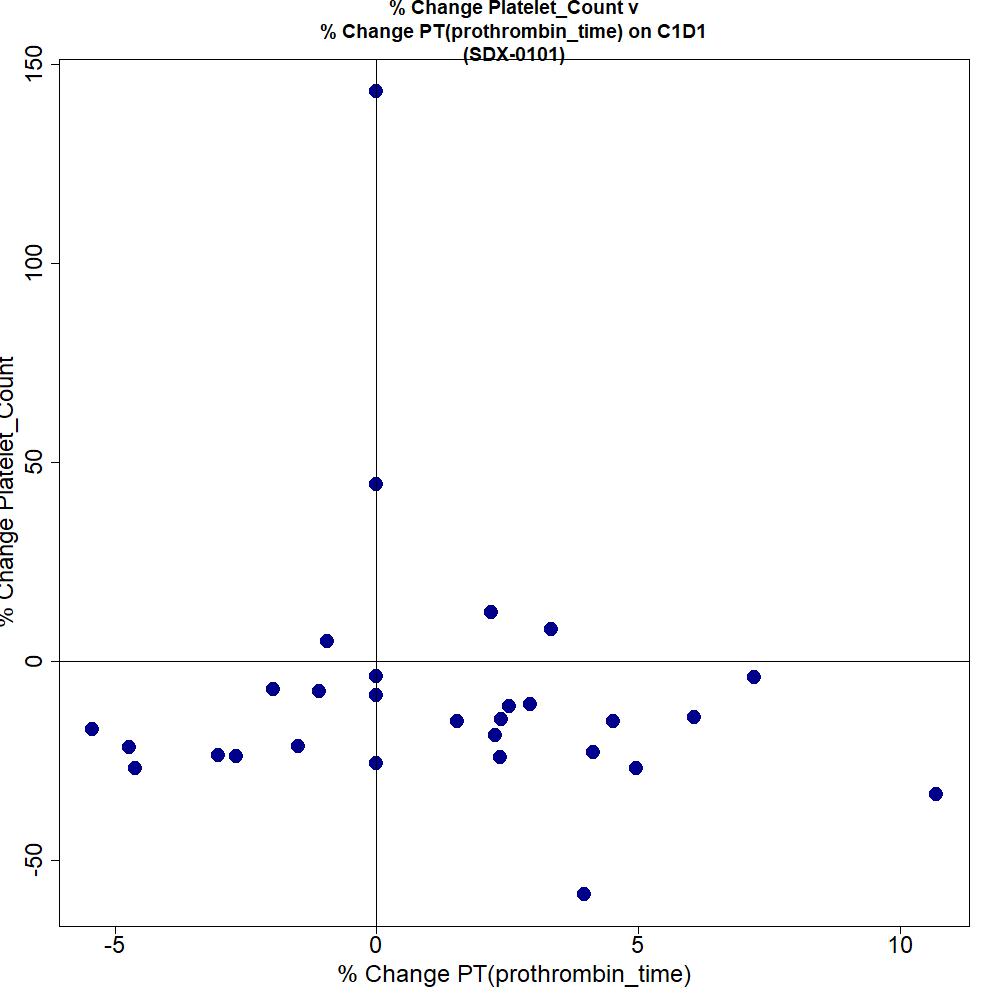 % Change Platelet_Count v
% Change PT(prothrombin_time) on C1D1
(SDX-0101)
150
100
50
0
-50
% Change Platelet_Count
-5
0
5
10
% Change PT(prothrombin_time)